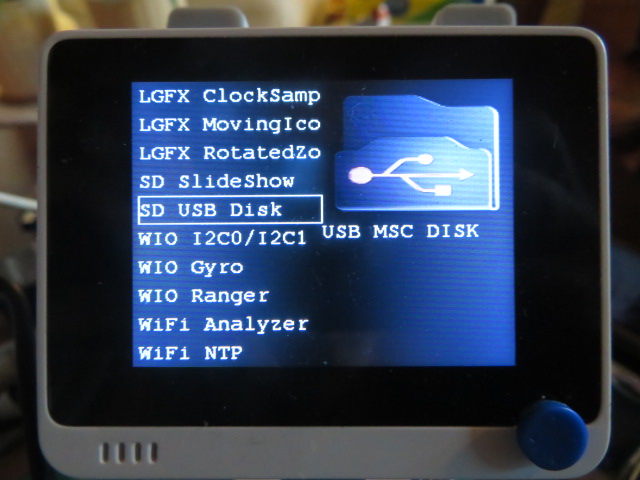 LGFX ClockSamp
LGFX MovingIco
LGFX RotatedZo
SD SlideShow
SD USB Disk
WIO I2C0/I2C1
USB MSC DISK
WIO Gyro
WIO Ranger
WiFi Analyzer
WiFi NTP